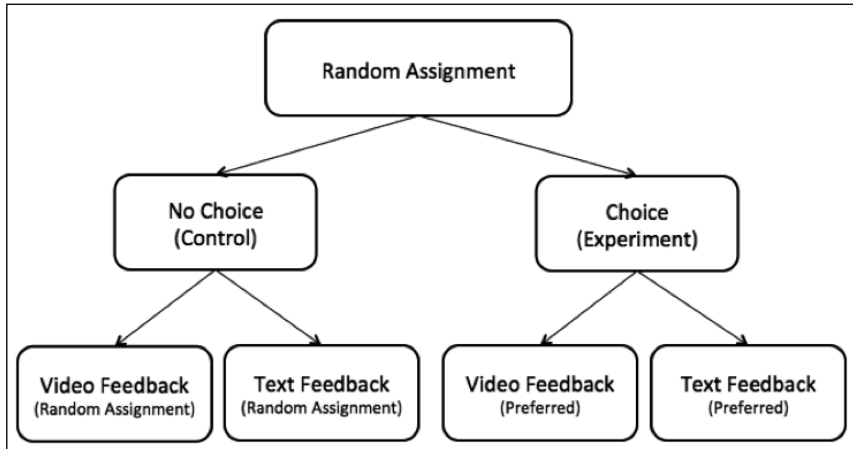 Random Assignment
No Choice
(Control)
Choice
(Experiment)
Video Feedback
(Random Assignment)
Text Feedback
(Random Assignment)
Video Feedback
(Preferred)
Text Feedback
(Preferred)